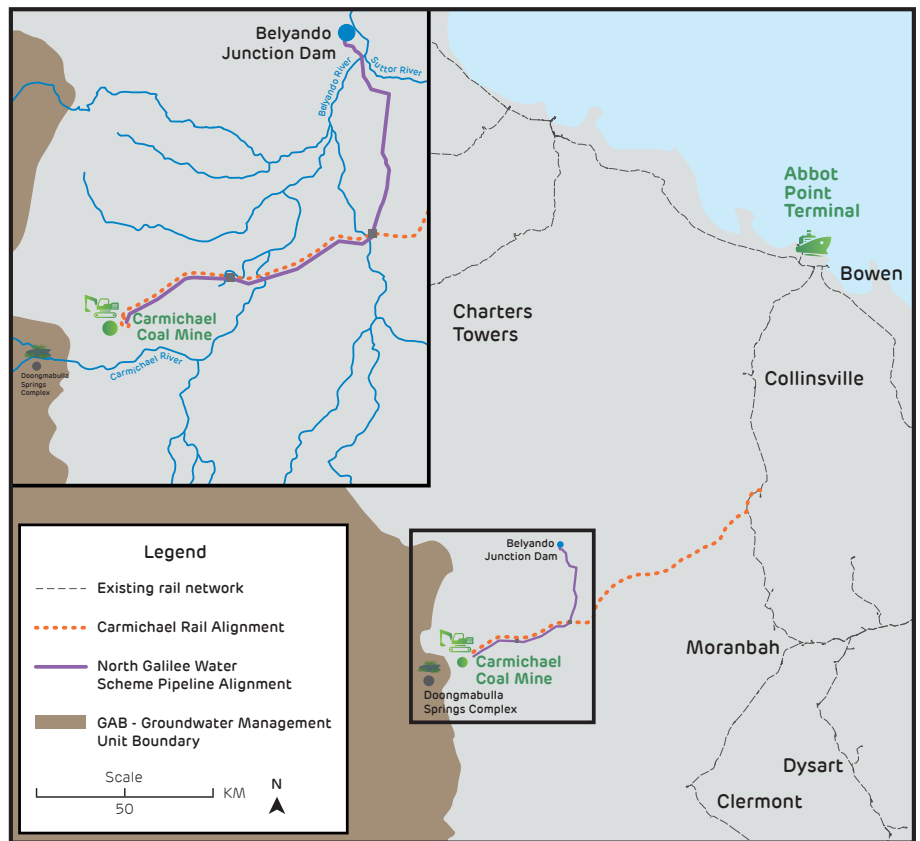 Belyando
Junction Dam
Suttor River
Belyando River
Carmichael
Coal Mine
Carmichael River
Doongmabulla
Springs
Complex
Abbot
Point
Terminal
Bowen
Charters
Towers
Collinsville
Belyando
Junction Dam
Carmichael
Coal Mine
Doongmabulla
Springs Complex
Moranbah
Dysart
Clermont
Legend
Existing rail network
Carmichael Rail Alignment
North Galilee Water
Scheme Pipeline Alignment
GAB - Groundwater Management
Unit Boundary
Scale
N
KM
50